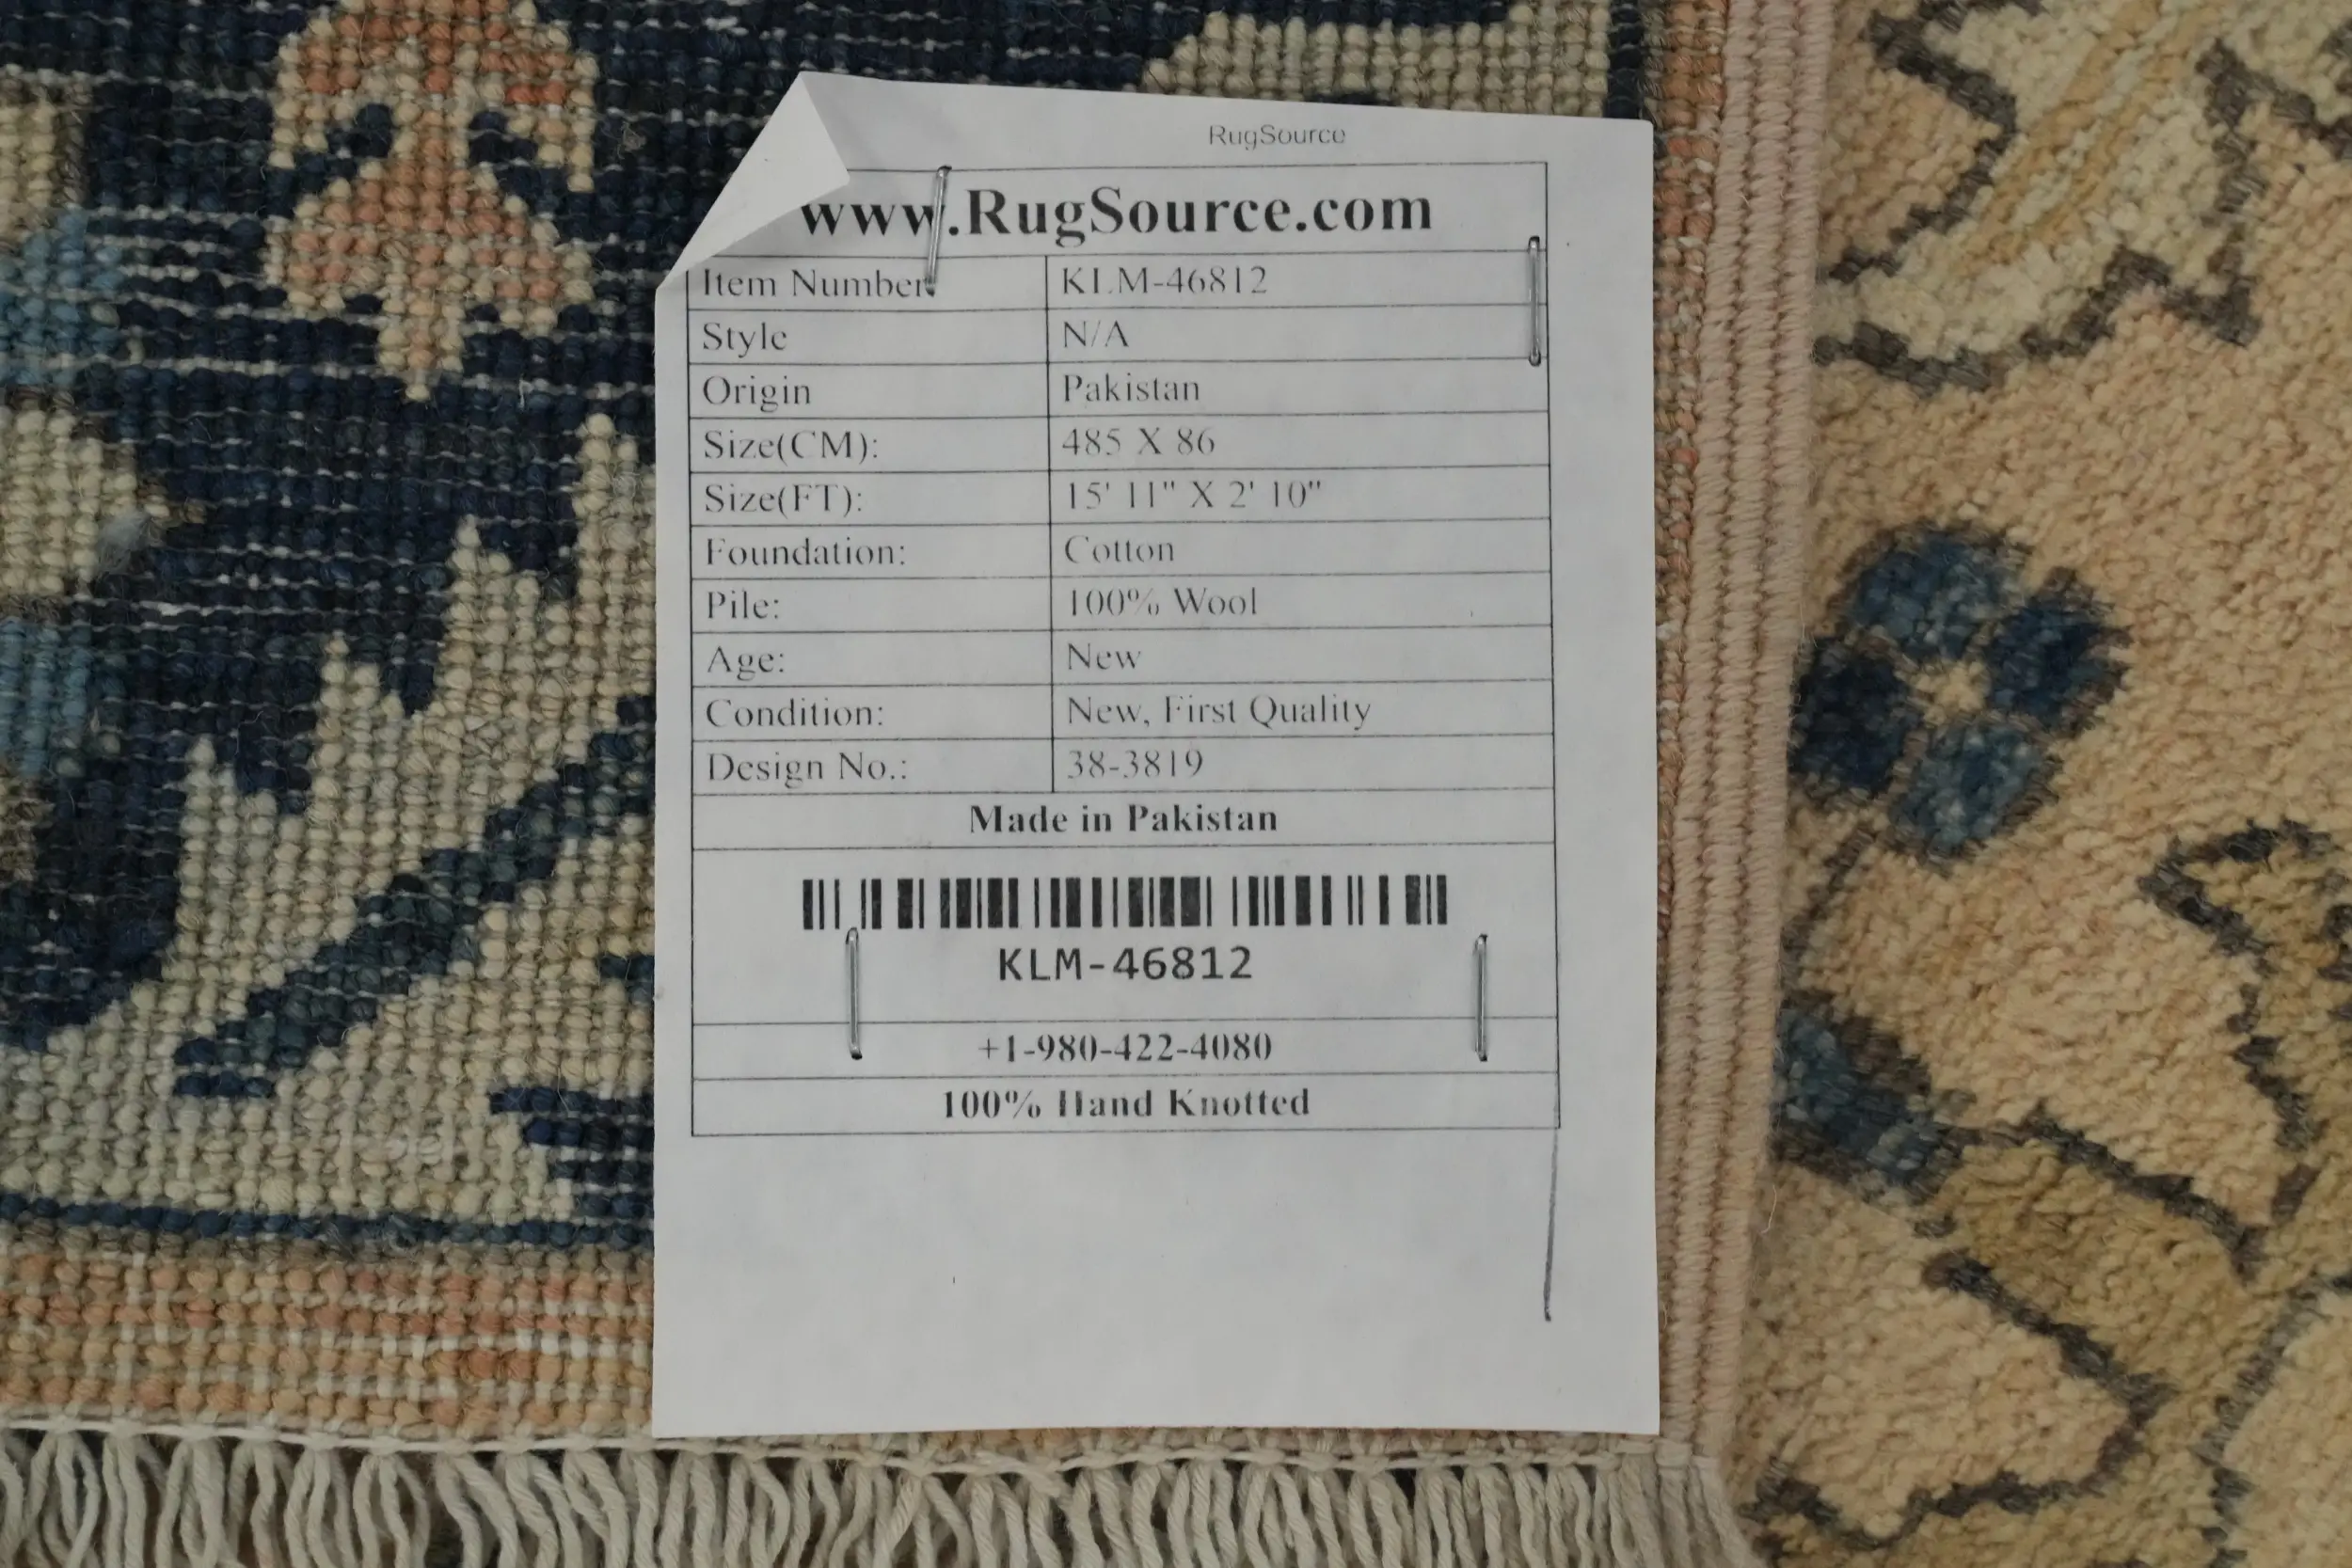 RugSource
www.RugSource.com
Item Number KLM-46812
Style N/A
Origin Pakistan
Size(CM): 485 X 86
Size(FT): 15' 11" X 2' 10"
Foundation: Cotton
Pile: 100% Wool
Age: New
Condition: New, First Quality
Design No.: 38-3819
Made in Pakistan
KLM-46812
+1-980-422-4080
100% Hand Knotted